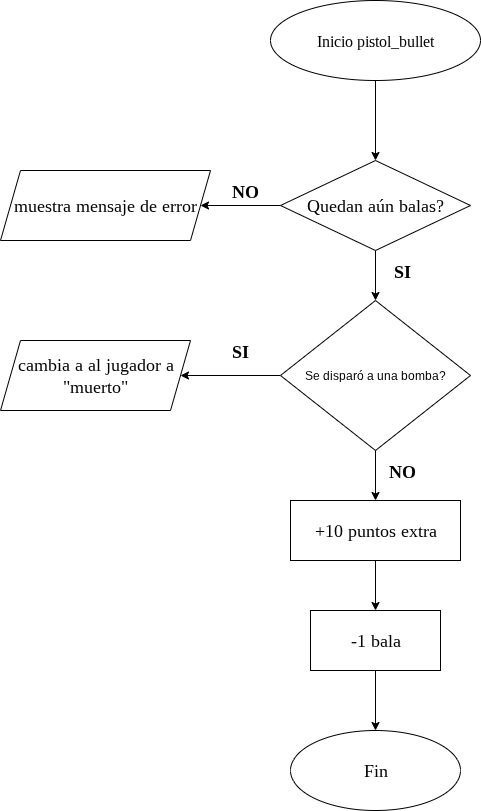 Inicio pistol_bullet
NO
muestra mensaje de error
Quedan aún balas?
SI
SI
cambia a al jugador a
"muerto"
Se disparó a una bomba?
NO
+10 puntos extra
-1 bala
Fin